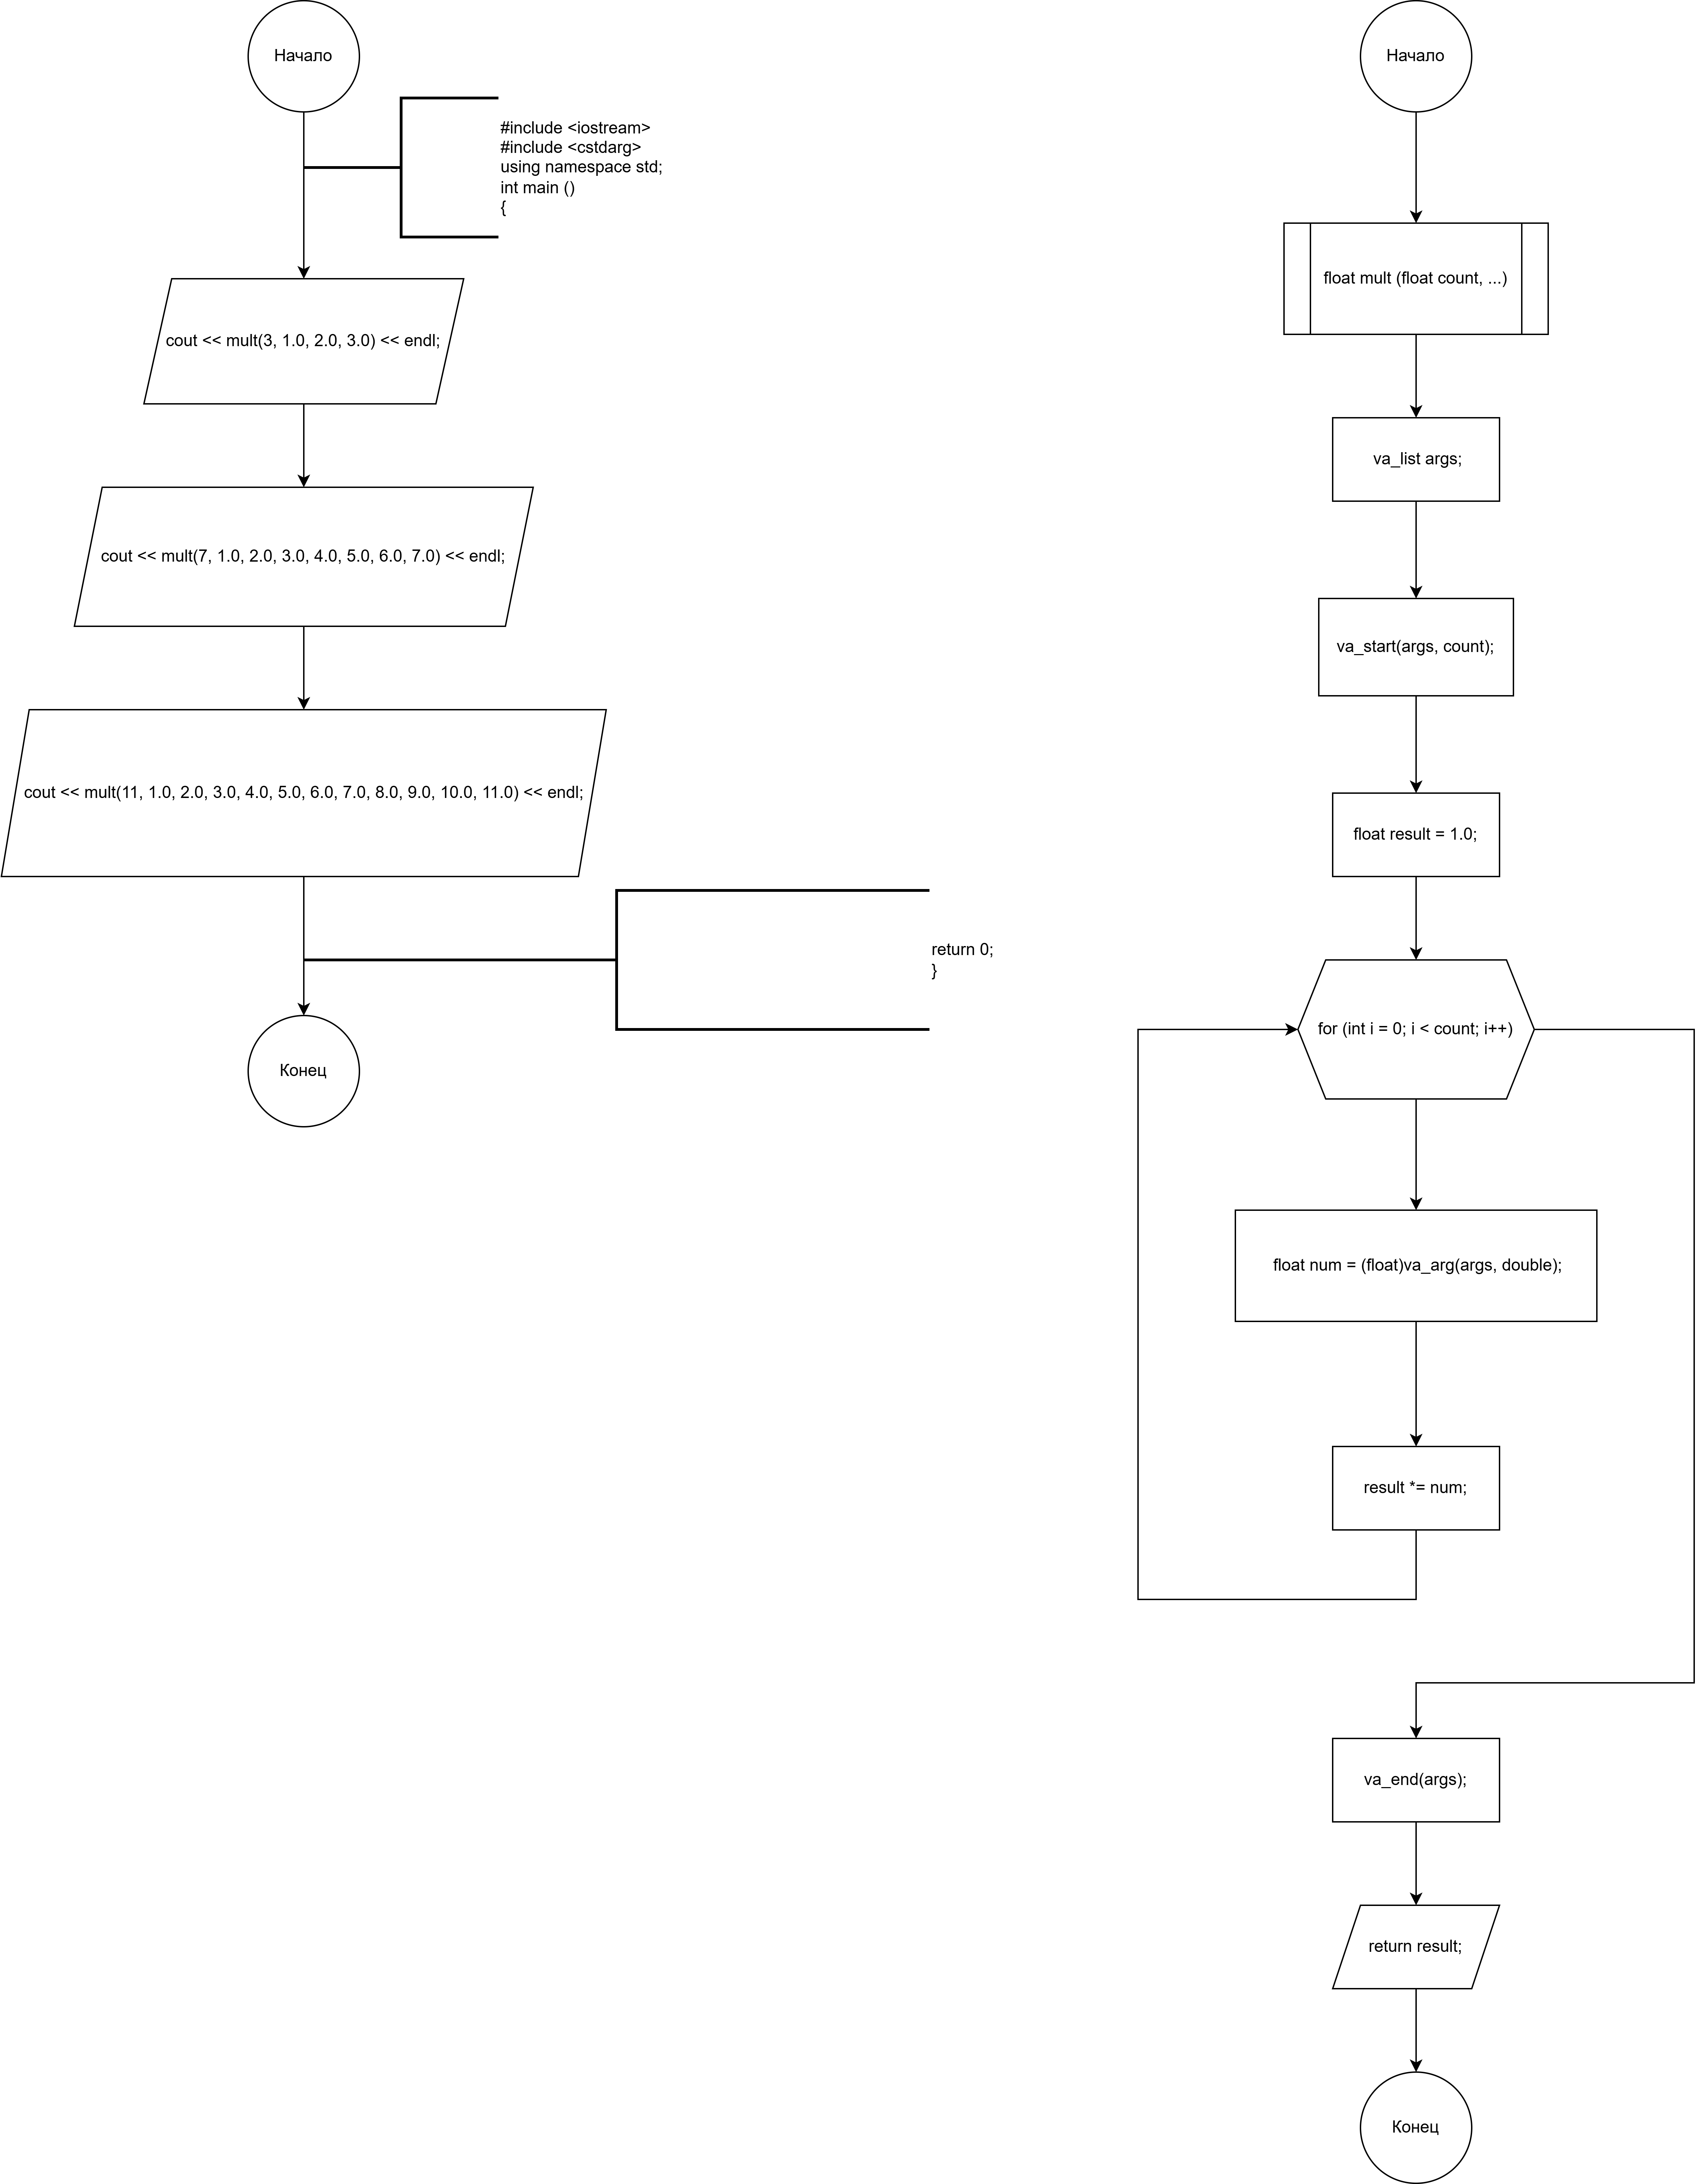 Начало
#include <iostream>
#include <cstdarg>
using namespace std;
int main ()
{
cout << mult(3, 1.0, 2.0, 3.0) << endl;
cout << mult(7, 1.0, 2.0, 3.0, 4.0, 5.0, 6.0, 7.0) << endl;
cout << mult(11, 1.0, 2.0, 3.0, 4.0, 5.0, 6.0, 7.0, 8.0, 9.0, 10.0, 11.0) << endl;
return 0;
}
Конец
Начало
float mult (float count, ...)
va_list args;
va_start(args, count);
float result = 1.0;
for (int i = 0; i < count; i++)
float num = (float)va_arg(args, double);
result *= num;
va_end(args);
return result;
Конец